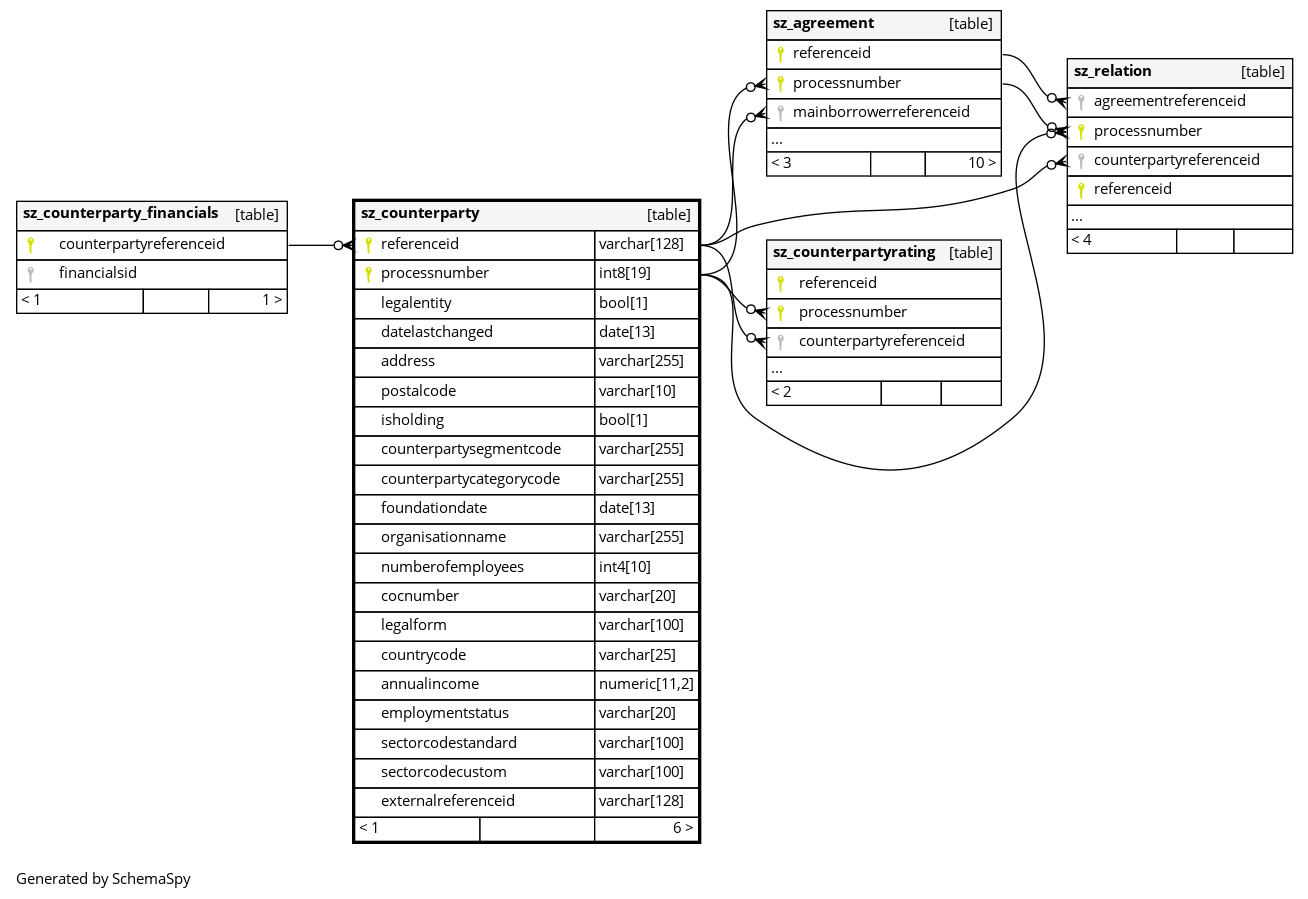 sz_agreement [table]
referenceid
processnumber
mainborrowerreferenceid
...
< 3 10 >
sz_relation [table]
agreementreferenceid
processnumber
counterpartyreferenceid
referenceid
...
< 4
sz_counterparty_financials [table]
counterpartyreferenceid
financialsid
< 1 1 >
sz_counterparty [table]
referenceid varchar[128]
processnumber int8[19]
legalentity bool[1]
datelastchanged date[13]
address varchar[255]
postalcode varchar[10]
isholding bool[1]
counterpartysegmentcode varchar[255]
counterpartycategorycode varchar[255]
foundationdate date[13]
organisationname varchar[255]
numberofemployees int4[10]
cocnumber varchar[20]
legalform varchar[100]
countrycode varchar[25]
annualincome numeric[11,2]
employmentstatus varchar[20]
sectorcodestandard varchar[100]
sectorcodecustom varchar[100]
externalreferenceid varchar[128]
< 1 6 >
sz_counterpartyrating [table]
referenceid
processnumber
counterpartyreferenceid
...
< 2
Generated by SchemaSpy